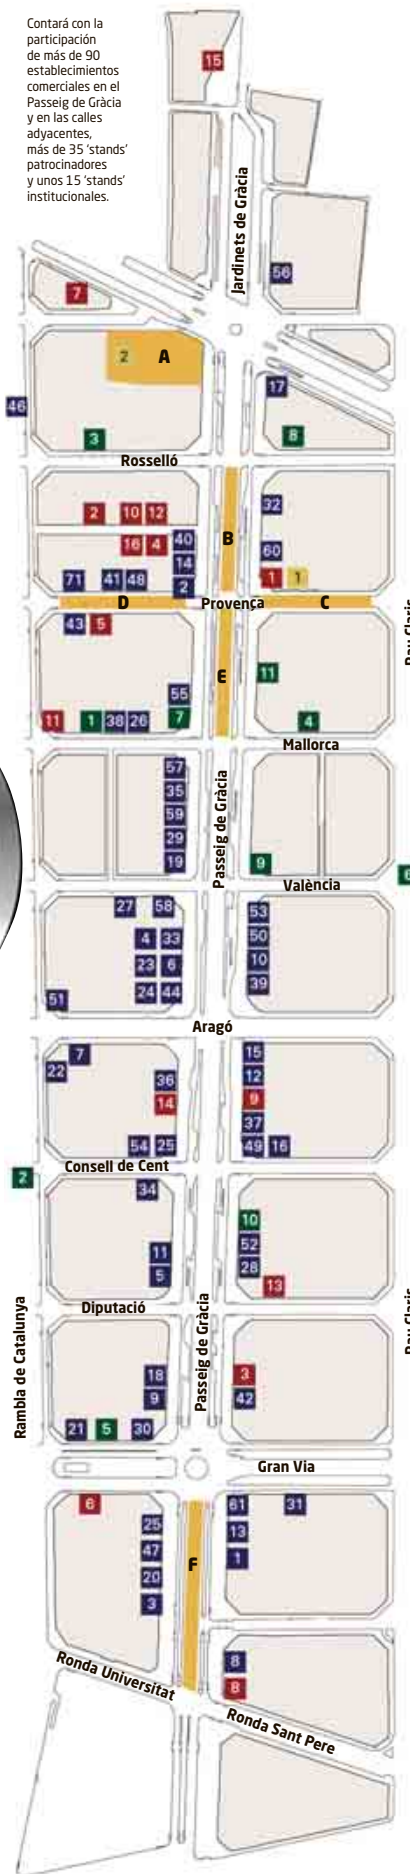 Contará con la
participación
de más de 90
establecimientos
comerciales en el
Passeig de Gràcia
y en las calles
adyacentes,
más de 35 ‘stands’
patrocinadores
y unos 15 ‘stands’
institucionales.
15
Jardinets de Gràcia
56
7
2 A
17
46
3
8
Rosselló
2 10 12
32
16 4 40
B
14
60
71 41 48 2
1 1
D Provença C
43 5
E
11
55
11 1 38 26 7
4
Mallorca
57
35
59
29
19
Passeig de Gràcia
9
València
6
27 58
53
4 33
50
23 6
10
24 44
39
51
Aragó
7
15
22
36
12
14
9
37
54 25
49 16
Consell de Cent
2
34
10
11
52
5
28
13
Diputació
Rambla de Catalunya
Passeig de Gràcia
18
3
9
42
21 5 30
Gran Via
6
61 31
25
13
47
1
F
20
3
8
8
Ronda Universitat
Ronda Sant Pere